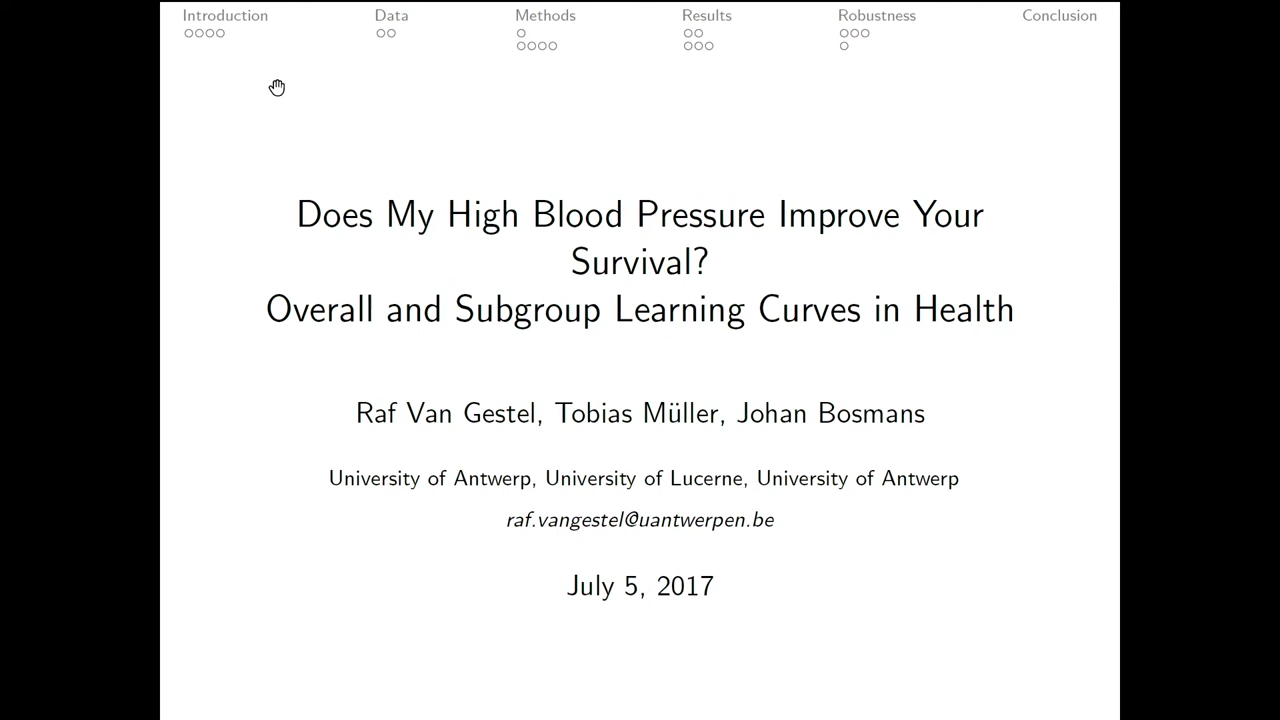 Introduction Data Methods Results Robustness Conclusion
Does My High Blood Pressure Improve Your
Survival?
Overall and Subgroup Learning Curves in Health
Raf Van Gestel, Tobias Müller, Johan Bosmans
University of Antwerp, University of Lucerne, University of Antwerp
raf.vangestel@uantwerpen.be
July 5, 2017